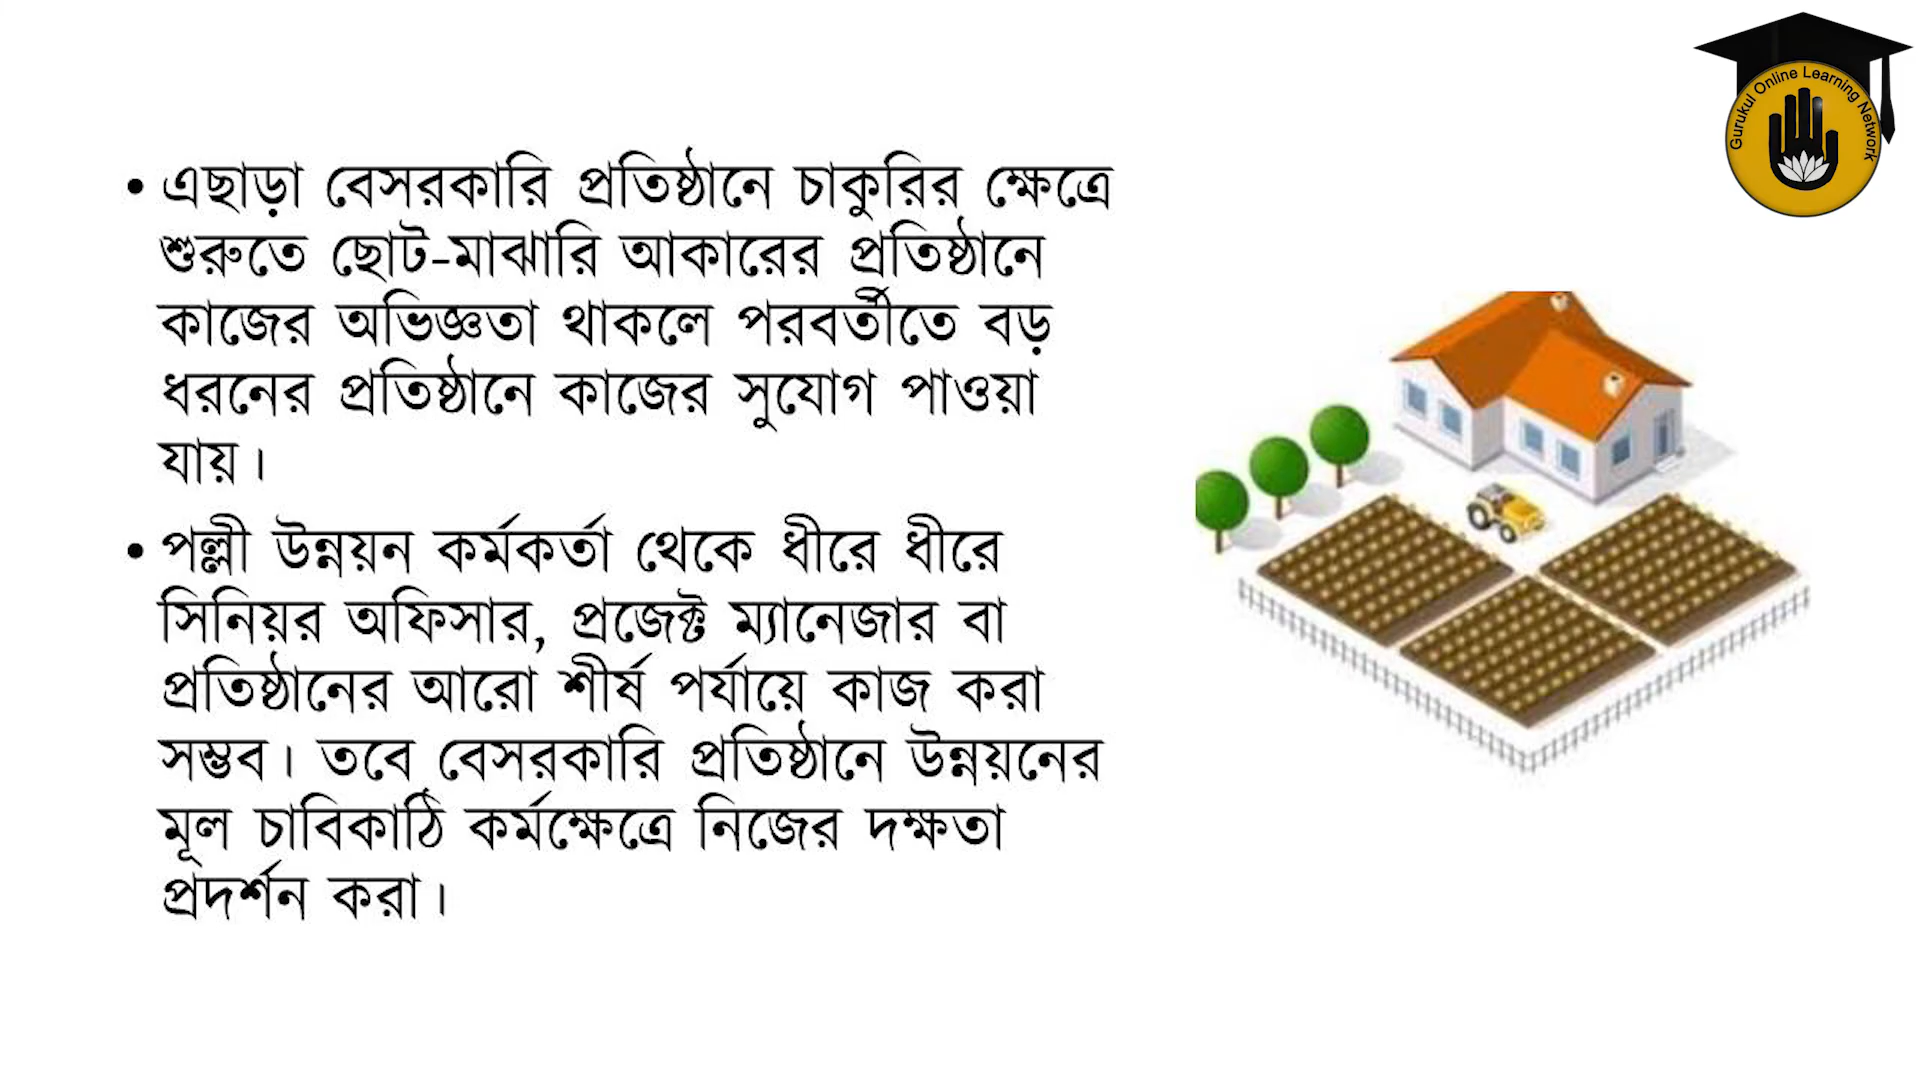 • এছাড়া বেসরকারি প্রতিষ্ঠানে চাকুরির ক্ষেত্রে
শুরুতে ছোট-মাঝারি আকারের প্রতিষ্ঠানে
কাজের অভিজ্ঞতা থাকলে পরবর্তীতে বড়
ধরনের প্রতিষ্ঠানে কাজের সুযোগ পাওয়া
যায়।
• পল্লী উন্নয়ন কর্মকর্তা থেকে ধীরে ধীরে
সিনিয়র অফিসার, প্রজেক্ট ম্যানেজার বা
প্রতিষ্ঠানের আরো শীর্ষ পর্যায়ে কাজ করা
সম্ভব। তবে বেসরকারি প্রতিষ্ঠানে উন্নয়নের
মূল চাবিকাঠি কর্মক্ষেত্রে নিজের দক্ষতা
প্রদর্শন করা।
Gurukul Online Learning Network